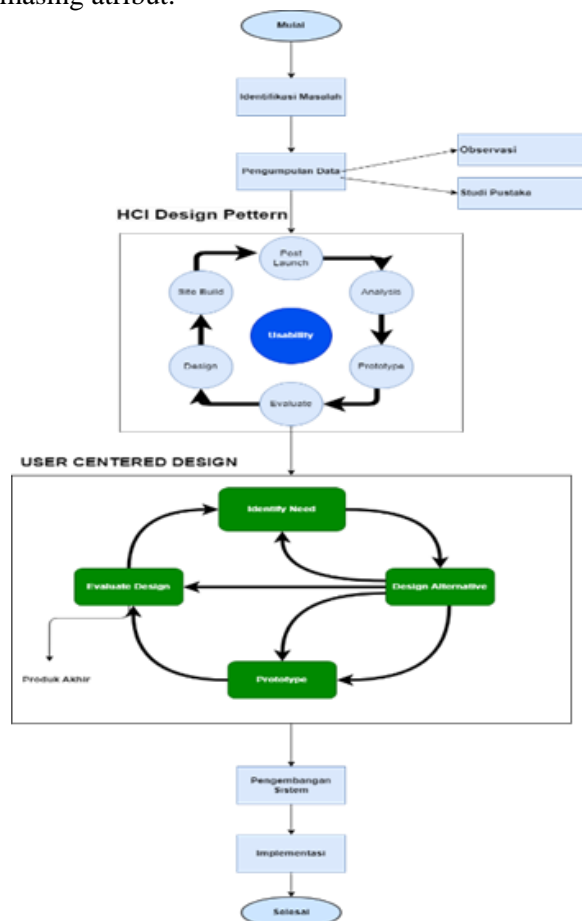 masing atribut.
Mulai
Identifikasi Masalah
Pengumpulan Data
Observasi
Studi Pustaka
HCI Design Pettern
Post
Launch
Site Build
Analysis
Usability
Design
Prototype
Evaluate
USER CENTERED DESIGN
Identify Need
Evaluate Design
Design Alternative
Produk Akhir
Prototype
Pengembangan
Sistem
Implementasi
Selesai